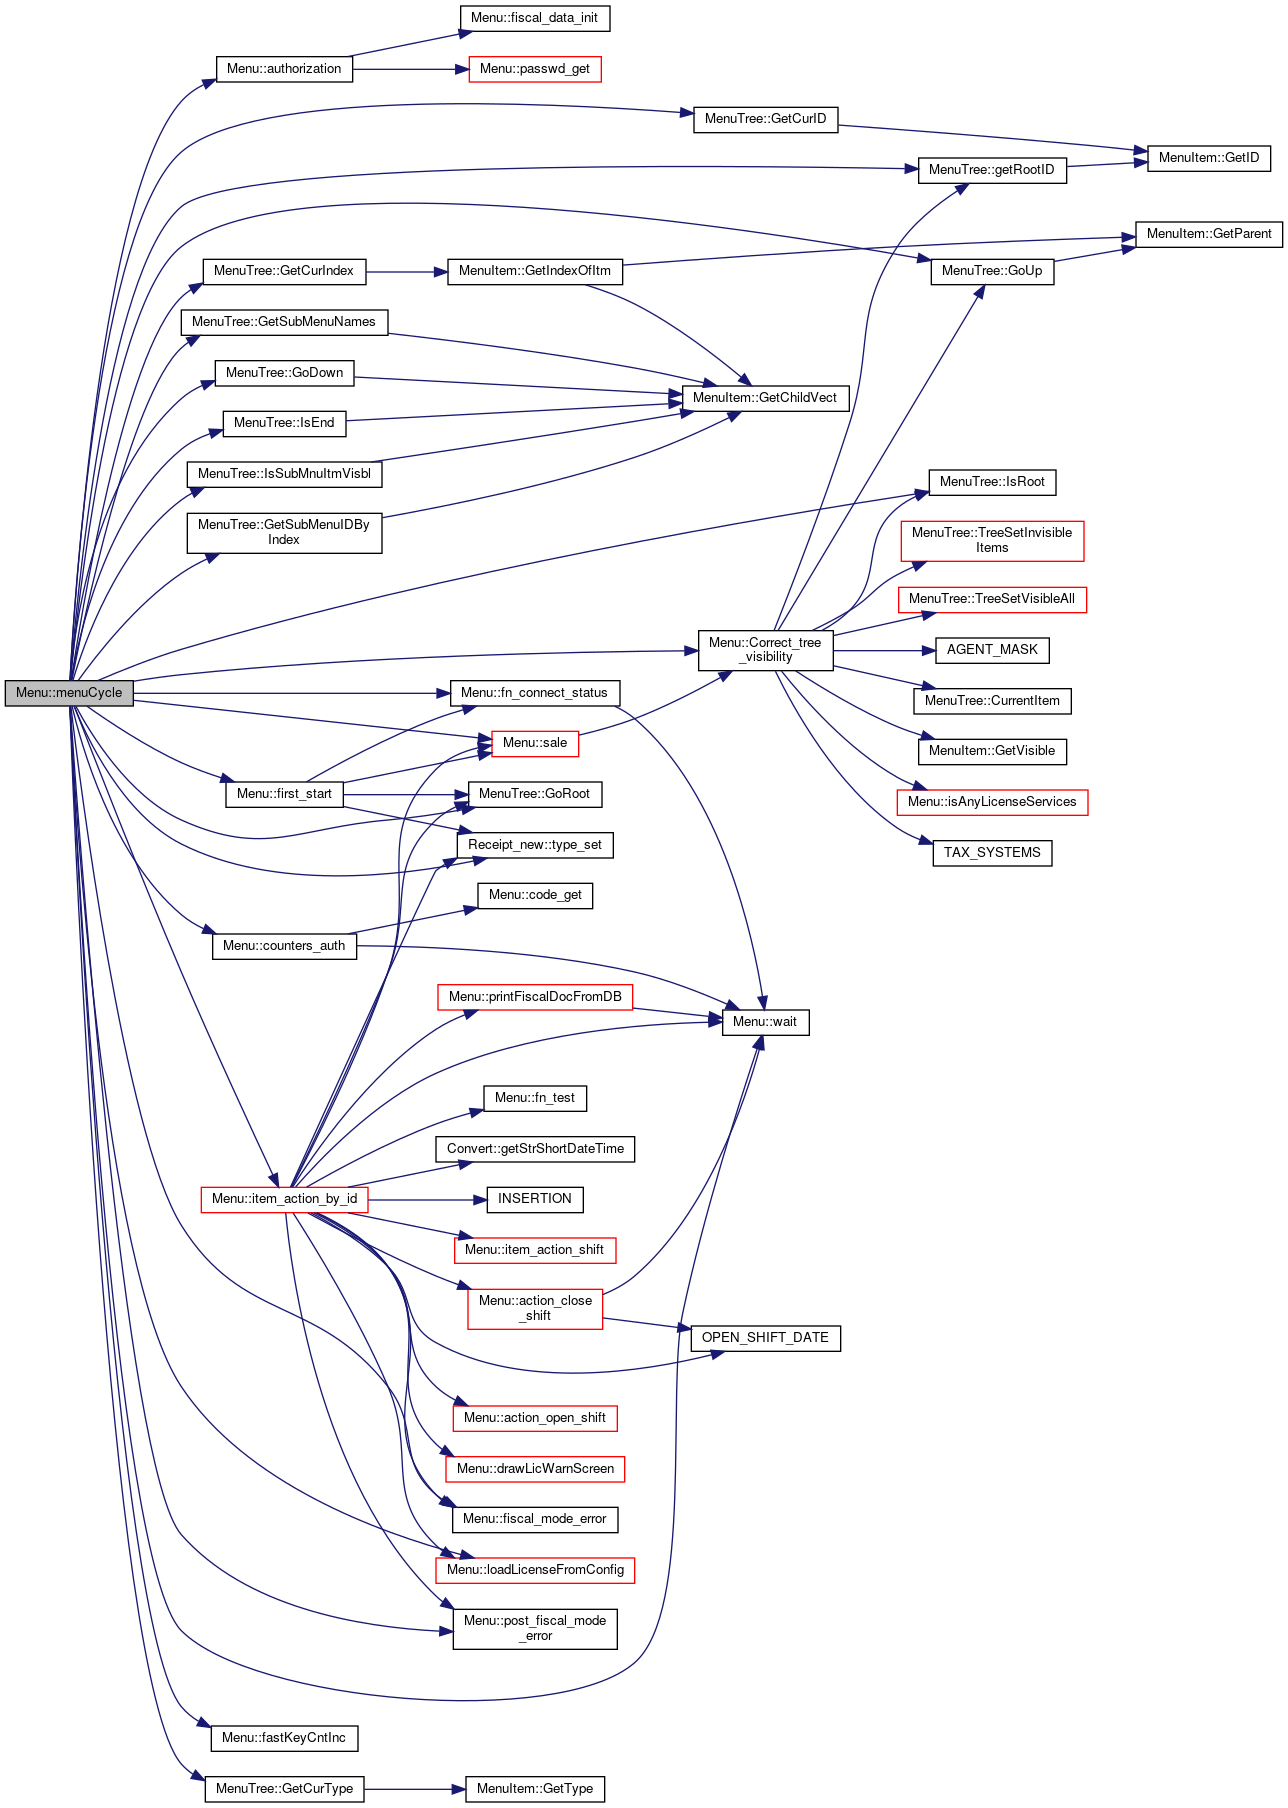 Menu::fiscal_data_init
Menu::authorization
Menu::passwd_get
MenuTree::GetCurID
MenuItem::GetID
MenuTree::getRootID
MenuItem::GetParent
MenuTree::GetCurIndex
MenuItem::GetIndexOfItm
MenuTree::GoUp
MenuTree::GetSubMenuNames
MenuTree::GoDown
MenuItem::GetChildVect
MenuTree::IsEnd
MenuTree::IsSubMnuItmVisbl
MenuTree::IsRoot
MenuTree::GetSubMenuIDBy
Index
MenuTree::TreeSetInvisible
Items
MenuTree::TreeSetVisibleAll
Menu::Correct_tree
_visibility
AGENT_MASK
Menu::menuCycle
Menu::fn_connect_status
MenuTree::CurrentItem
Menu::sale
MenuItem::GetVisible
Menu::first_start
MenuTree::GoRoot
Menu::isAnyLicenseServices
Receipt_new::type_set
TAX_SYSTEMS
Menu::code_get
Menu::counters_auth
Menu::printFiscalDocFromDB
Menu::wait
Menu::fn_test
Convert::getStrShortDateTime
Menu::item_action_by_id
INSERTION
Menu::item_action_shift
Menu::action_close
_shift
OPEN_SHIFT_DATE
Menu::action_open_shift
Menu::drawLicWarnScreen
Menu::fiscal_mode_error
Menu::loadLicenseFromConfig
Menu::post_fiscal_mode
_error
Menu::fastKeyCntInc
MenuTree::GetCurType
MenuItem::GetType